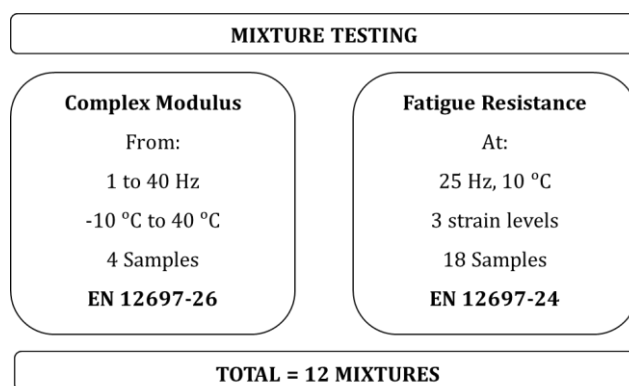 MIXTURE TESTING
Complex Modulus
From:
1 to 40 Hz
-10 °C to 40 °C
4 Samples
EN 12697-26
Fatigue Resistance
At:
25 Hz, 10 °C
3 strain levels
18 Samples
EN 12697-24
TOTAL = 12 MIXTURES